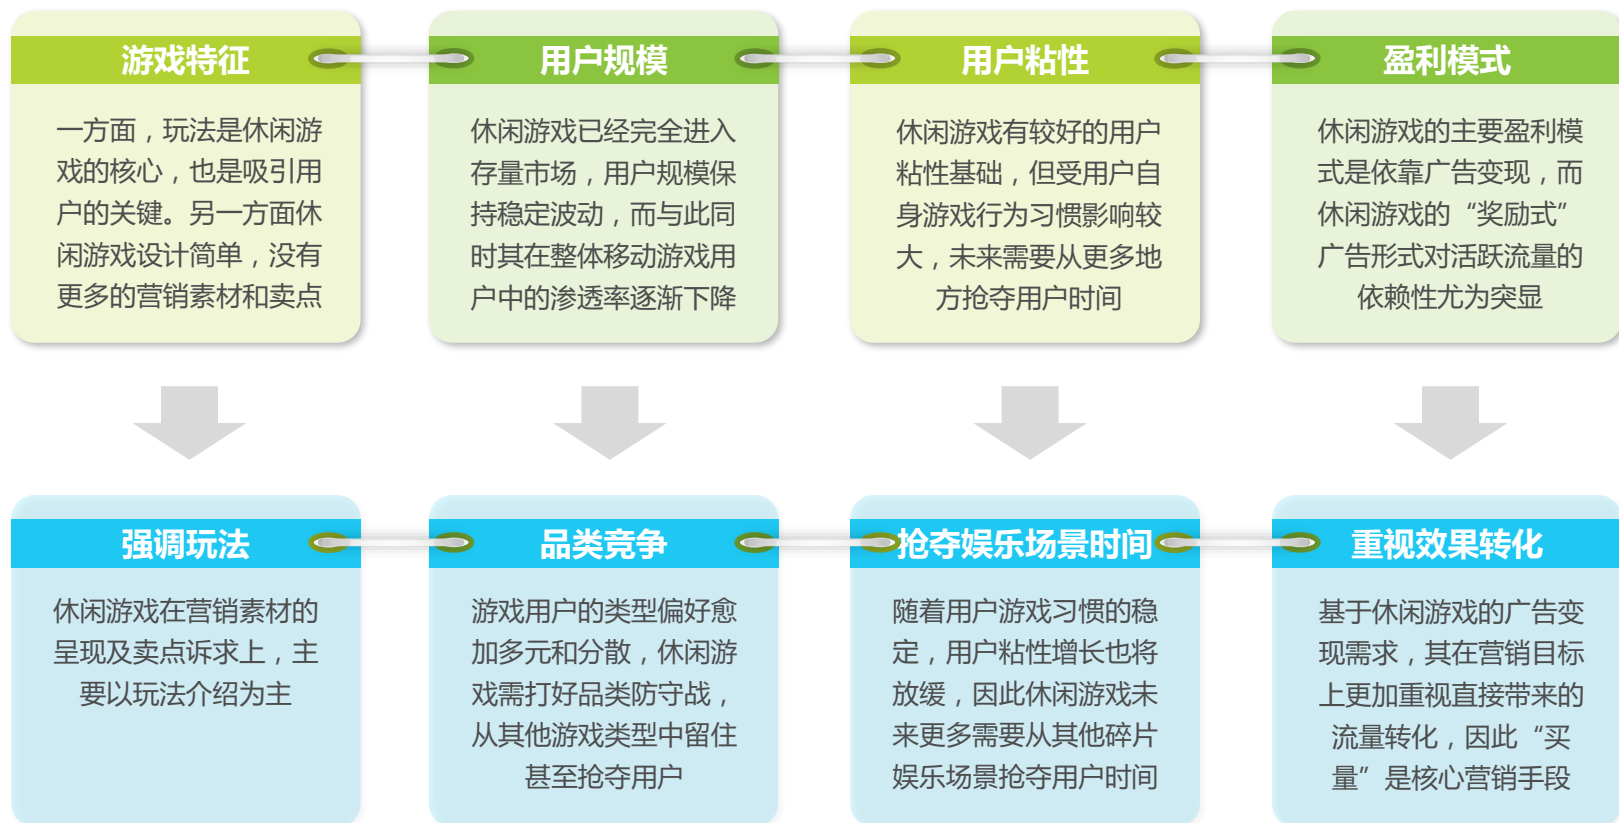 游戏特征
一方面，玩法是休闲游
戏的核心，也是吸引用
户的关键。另一方面休
闲游戏设计简单，没有
更多的营销素材和卖点
用户规模
休闲游戏已经完全进入
存量市场，用户规模保
持稳定波动，而与此同
时其在整体移动游戏用
户中的渗透率逐渐下降
用户粘性
休闲游戏有较好的用户
粘性基础，但受用户自
身游戏行为习惯影响较
大，未来需要从更多地
方抢夺用户时间
盈利模式
休闲游戏的主要盈利模
式是依靠广告变现，而
休闲游戏的“奖励式”
广告形式对活跃流量的
依赖性尤为突显
强调玩法
休闲游戏在营销素材的
呈现及卖点诉求上，主
要以玩法介绍为主
品类竞争
游戏用户的类型偏好愈
加多元和分散，休闲游
戏需打好品类防守战，
从其他游戏类型中留住
甚至抢夺用户
抢夺娱乐场景时间
随着用户游戏习惯的稳
定，用户粘性增长也将
放缓，因此休闲游戏未
来更多需要从其他碎片
娱乐场景抢夺用户时间
重视效果转化
基于休闲游戏的广告变
现需求，其在营销目标
上更加重视直接带来的
流量转化，因此“买
量”是核心营销手段